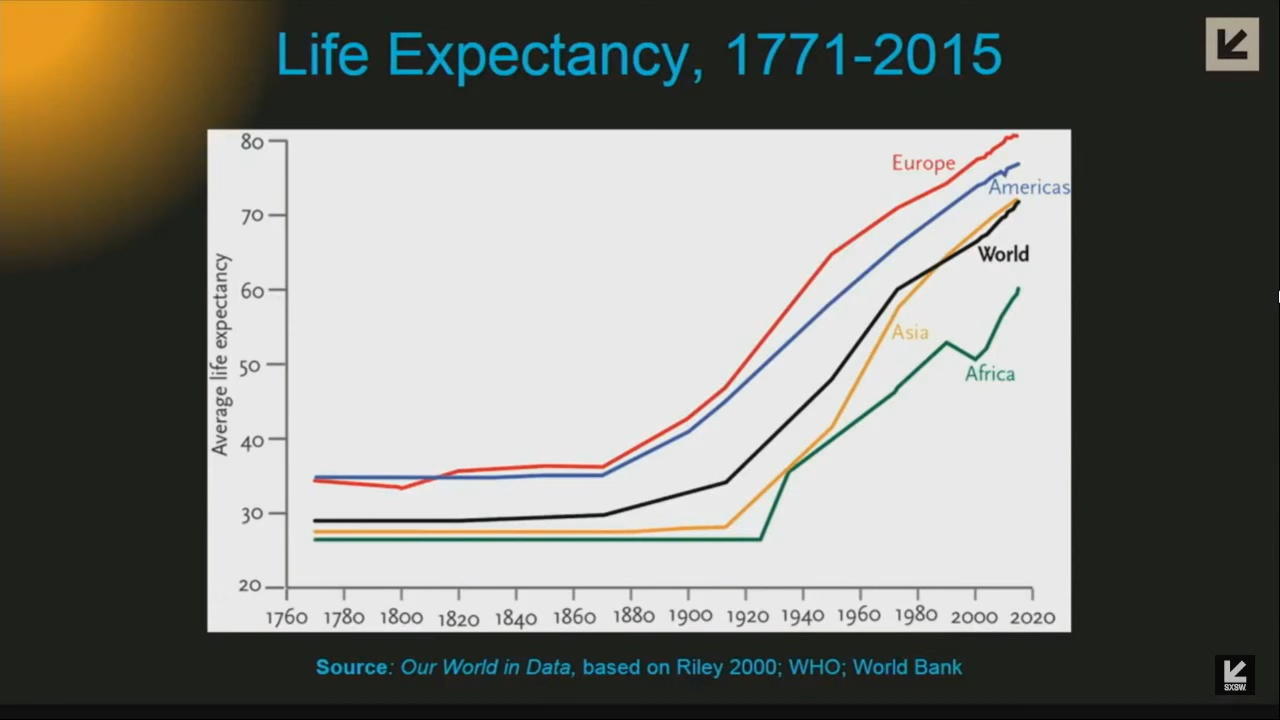 Life Expectancy, 1771-2015
80
70
60
50
40
30
20
Average life expectancy
Europe
Americas
World
Asia
Africa
1760 1780 1800 1820 1840 1860 1880 1900 1920 1940 1960 1980 2000 2020
Source: Our World in Data, based on Riley 2000; WHO; World Bank
SXSW.